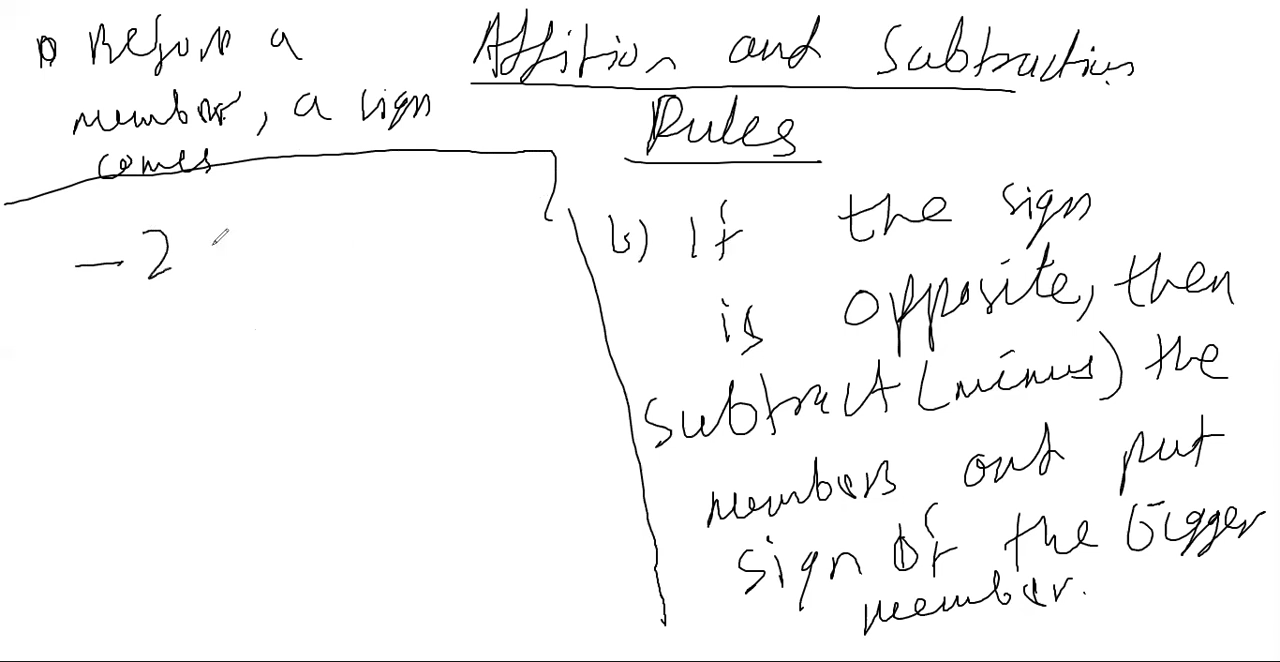 Before a
number, a sign
comes
-2
Addition and Subtraction
Rules
b) If the sign
is opposite, then
subtract (minus) the
numbers and put
sign of the bigger
number.